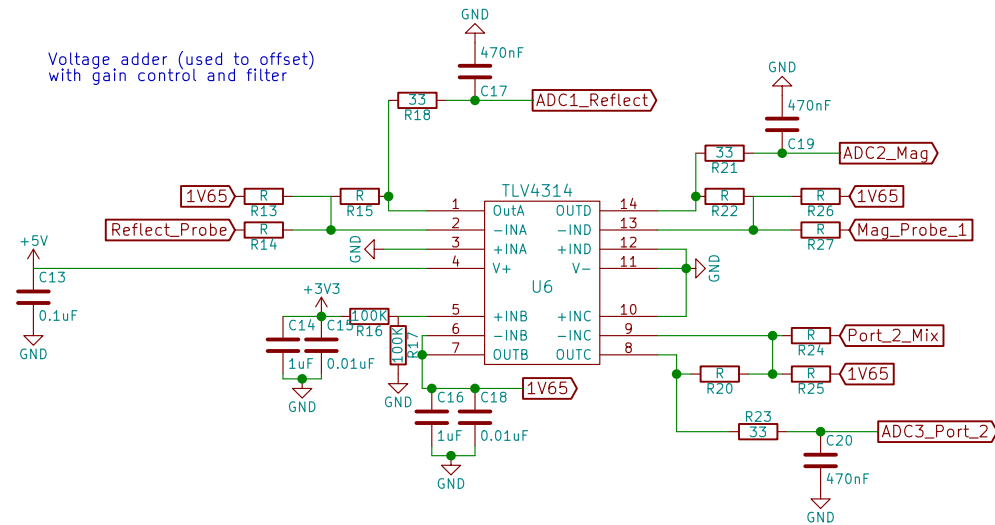 Voltage adder (used to offset)
with gain control and filter
GND
470nF
C17
33
R18
ADC1_Reflect
GND
470nF
C19
33
R21
ADC2_Mag
1V65
R
R13
R
R15
Reflect_Probe
R
R14
TLV4314
1 OutA OUTD 14
2 -INA -IND 13
3 +INA +IND 12
4 V+ V- 11
U6
5 +INB +INC 10
6 -INB -INC 9
7 OUTB OUTC 8
GND
R
R22
R
R26
1V65
R
R27
Mag_Probe_1
GND
+5V
C13
0.1uF
GND
+3V3
C14
1uF
C15
0.01uF
GND
100K
R16
100K
R17
GND
C16
1uF
C18
0.01uF
GND
1V65
R
R24
Port_2_Mix
R
R20
R
R25
1V65
R23
33
ADC3_Port_2
C20
470nF
GND